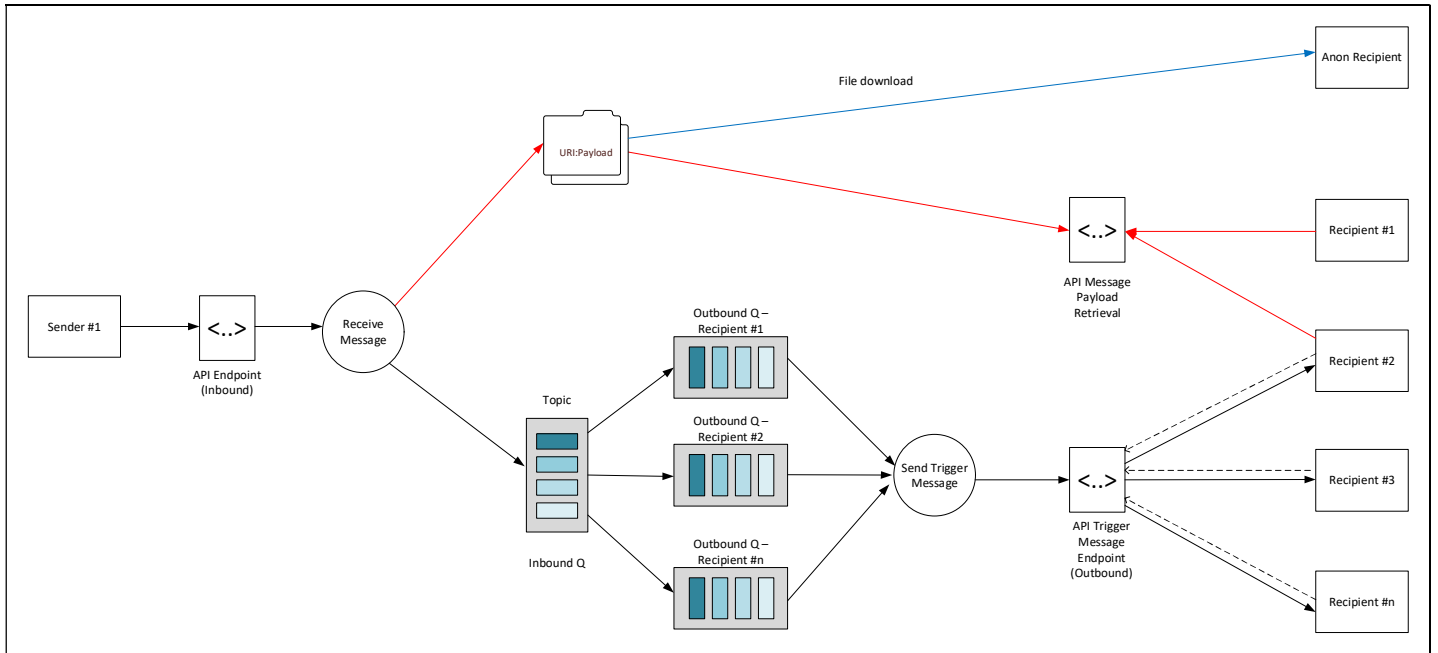 Anon Recipient
File download
URI:Payload
<..>
Recipient #1
API Message
Payload
Retrieval
Sender #1
<..>
API Endpoint
(Inbound)
Receive
Message
Outbound Q –
Recipient #1
Recipient #2
Topic
Outbound Q –
Recipient #2
Inbound Q
Outbound Q –
Recipient #n
Send Trigger
Message
<..>
API Trigger
Message
Endpoint
(Outbound)
Recipient #3
Recipient #n